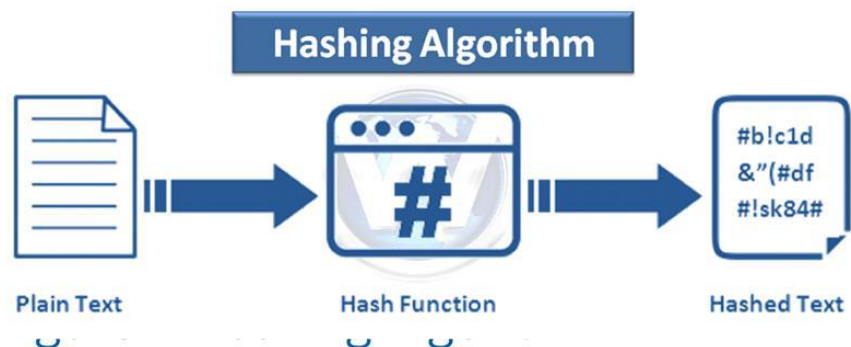 Hashing Algorithm
#
#b!c1d
&”(#df
#!sk84#
Plain Text
Hash Function
Hashed Text